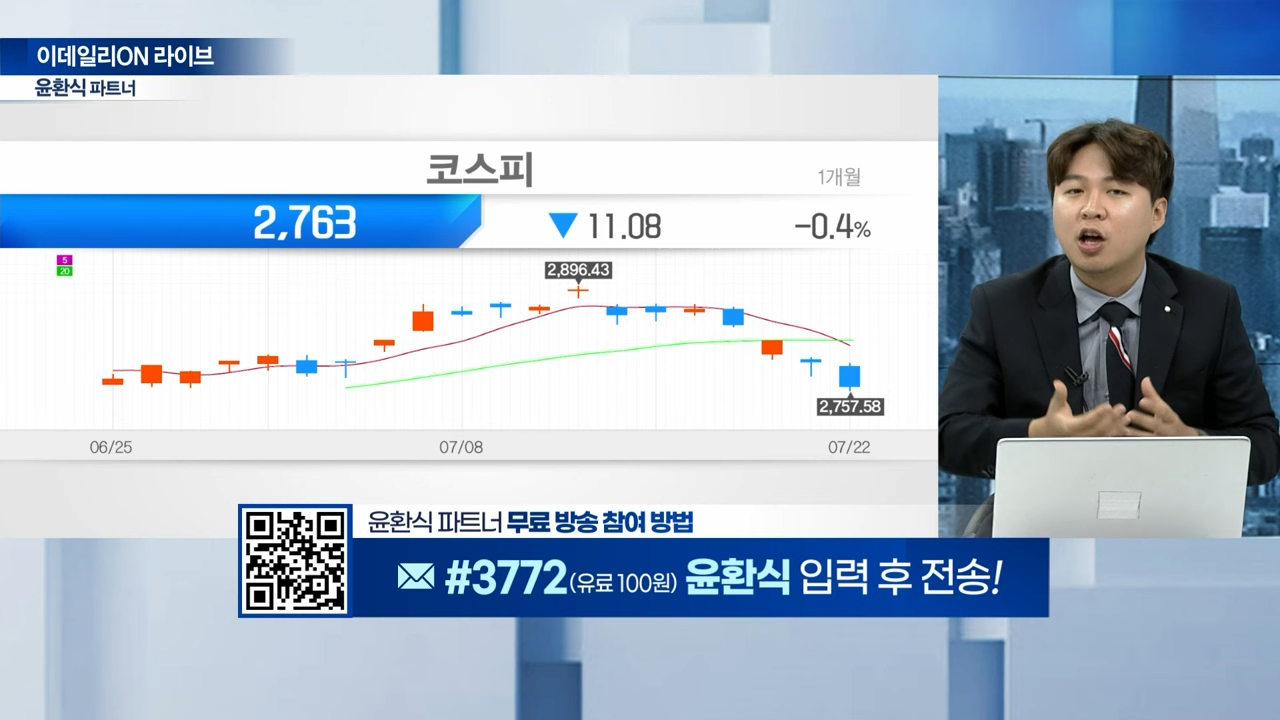 이데일리ON 라이브
윤환식 파트너
코스피
1개월
2,763 ▼ 11.08 -0.4%
5
20
2,896.43
2,757.58
06/25 07/08 07/22
윤환식 파트너 무료 방송 참여 방법
#3772(유료 100원) 윤환식 입력 후 전송!